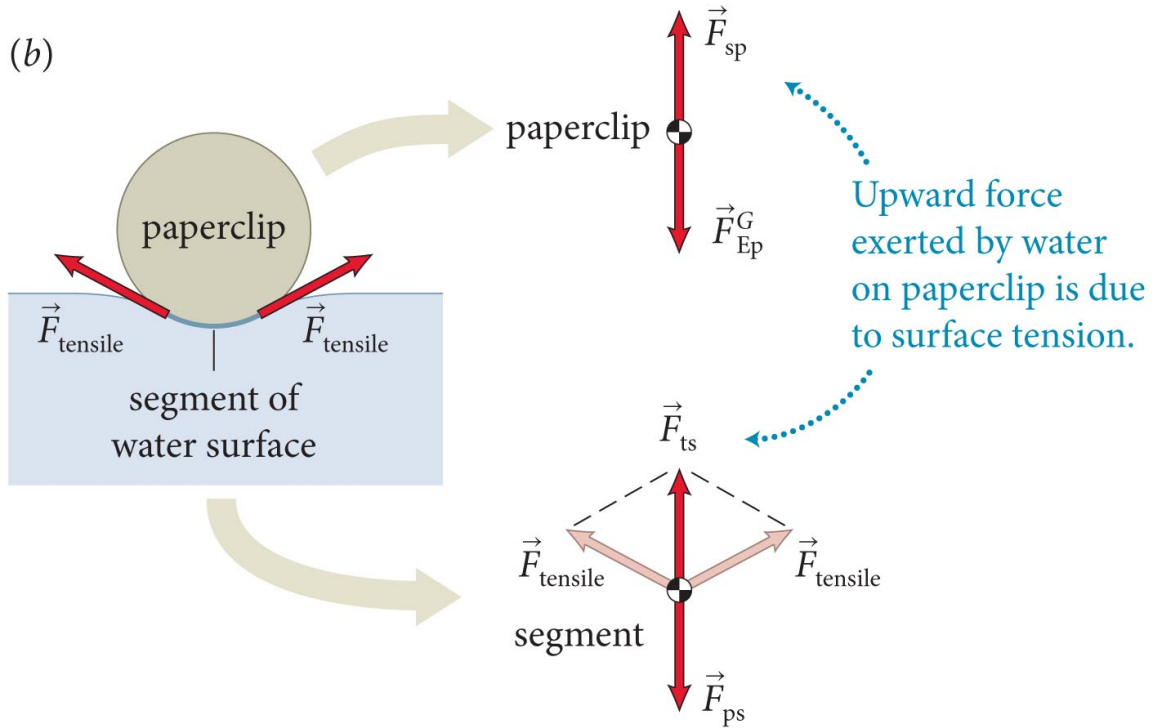 (b)
paperclip
F⃗tensile
F⃗tensile
segment of
water surface
F⃗sp
paperclip
F⃗ᴳEp
Upward force
exerted by water
on paperclip is due
to surface tension.
F⃗ts
F⃗tensile
F⃗tensile
segment
F⃗ps